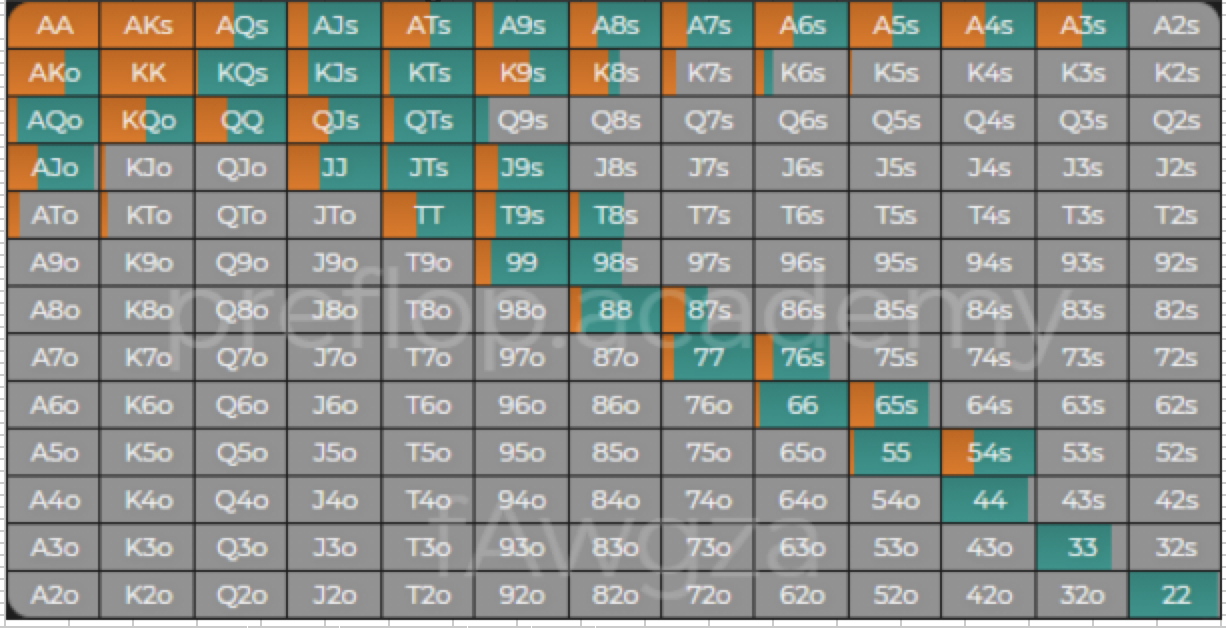 AA AKs AQs AJs ATs A9s A8s A7s A6s A5s A4s A3s A2s
AKo KK KQs KJs KTs K9s K8s K7s K6s K5s K4s K3s K2s
AQo KQo QQ QJs QTs Q9s Q8s Q7s Q6s Q5s Q4s Q3s Q2s
AJo KJo QJo JJ JTs J9s J8s J7s J6s J5s J4s J3s J2s
ATo KTo QTo JTo TT T9s T8s T7s T6s T5s T4s T3s T2s
A9o K9o Q9o J9o T9o 99 98s 97s 96s 95s 94s 93s 92s
A8o K8o Q8o J8o T8o 98o 88 87s 86s 85s 84s 83s 82s
preflop.academy
A7o K7o Q7o J7o T7o 97o 87o 77 76s 75s 74s 73s 72s
A6o K6o Q6o J6o T6o 96o 86o 76o 66 65s 64s 63s 62s
A5o K5o Q5o J5o T5o 95o 85o 75o 65o 55 54s 53s 52s
A4o K4o Q4o J4o T4o 94o 84o 74o 64o 54o 44 43s 42s
fAwgza
A3o K3o Q3o J3o T3o 93o 83o 73o 63o 53o 43o 33 32s
A2o K2o Q2o J2o T2o 92o 82o 72o 62o 52o 42o 32o 22